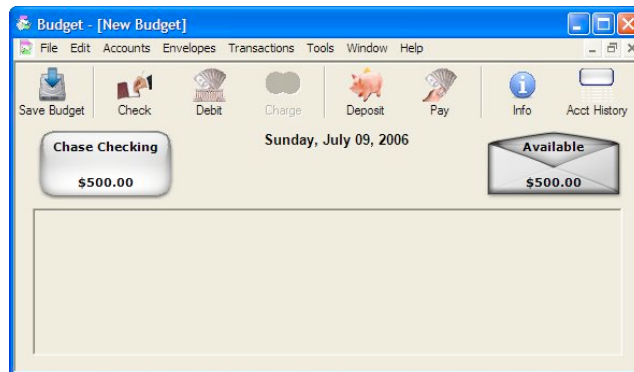 Budget - [New Budget]
File Edit Accounts Envelopes Transactions Tools Window Help
Save Budget Check Debit Charge Deposit Pay Info Acct History
Chase Checking
$500.00
Sunday, July 09, 2006
Available
$500.00